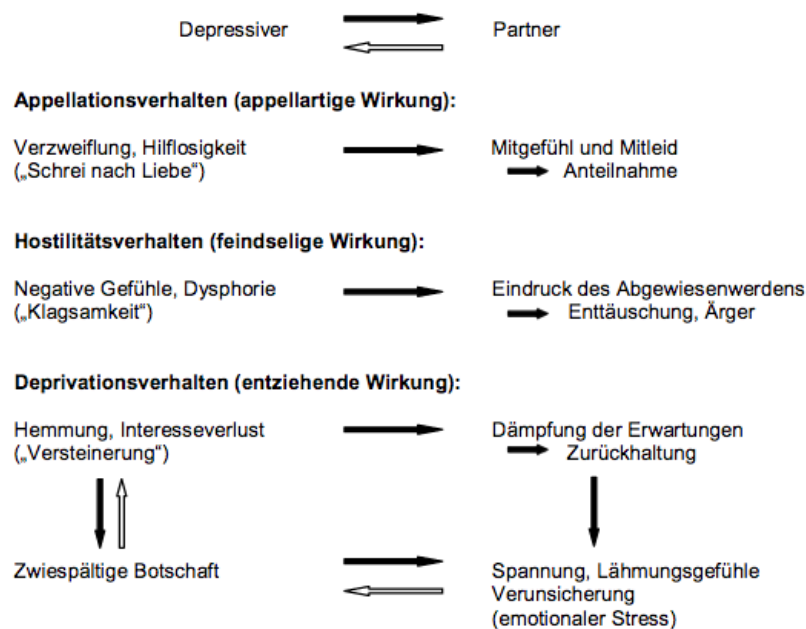 Depressiver Partner
Appellationsverhalten (appellartige Wirkung):
Verzweiflung, Hilflosigkeit Mitgefühl und Mitleid
(„Schrei nach Liebe“) Anteilnahme
Hostilitätsverhalten (feindselige Wirkung):
Negative Gefühle, Dysphorie Eindruck des Abgewiesenwerdens
(„Klagsamkeit“) Enttäuschung, Ärger
Deprivationsverhalten (entziehende Wirkung):
Hemmung, Interesseverlust Dämpfung der Erwartungen
(„Versteinerung“) Zurückhaltung
Zwiespältige Botschaft Spannung, Lähmungsgefühle
Verunsicherung
(emotionaler Stress)